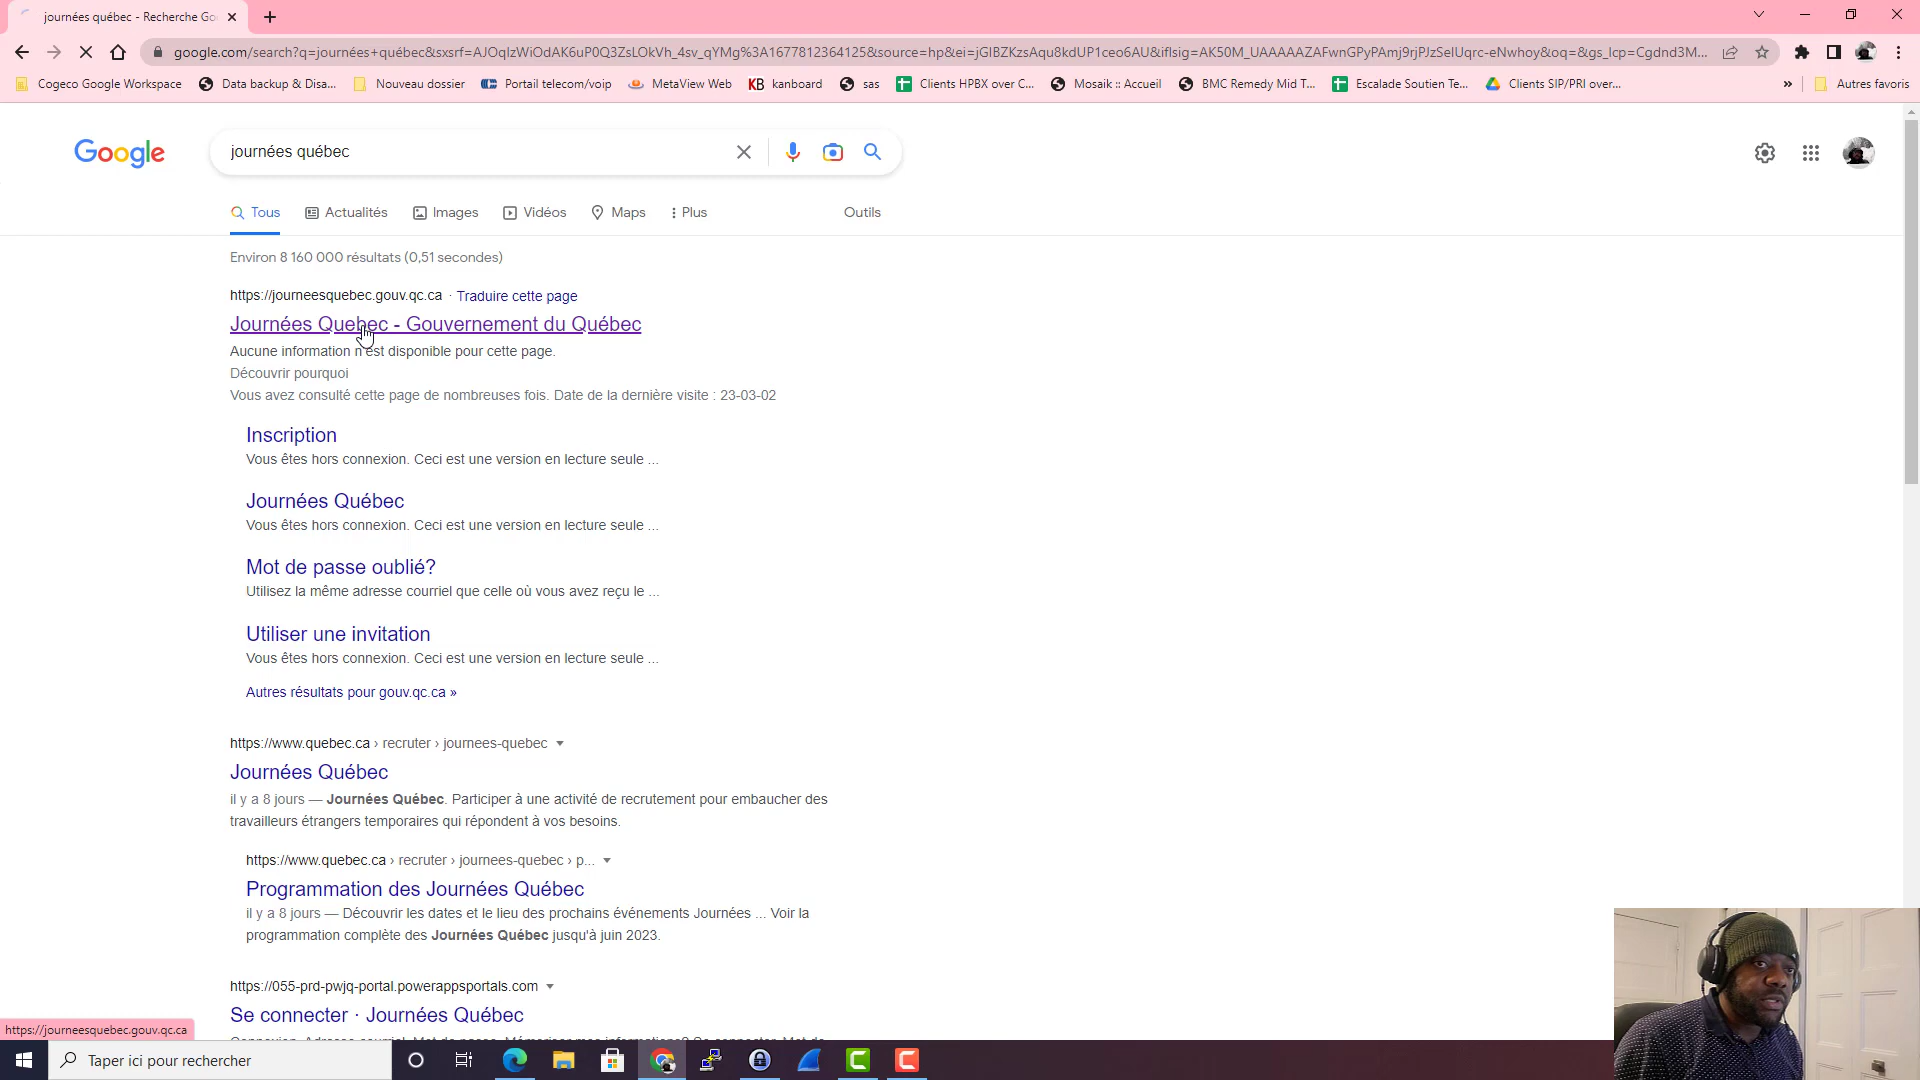 journées québec - Recherche Go
google.com/search?q=journées+québec&sxsrf=AJOqlzWiOdAK6uP0Q3ZsLOkVh_4sv_qYMg%3A1677812364125&source=hp&ei=jGlBZKzsAqu8kdUP1ceo6AU&iflsig=AK50M_UAAAAAZAFwnGPyPAmj9rjPJzSelUqrc-eNwhoy&oq=&gs_lcp=Cgdnd3M...
Cogeco Google Workspace
Data backup & Disa...
Nouveau dossier
Portail telecom/voip
MetaView Web
KB kanboard
sas
Clients HPBX over C...
Mosaik :: Accueil
BMC Remedy Mid T...
Escalade Soutien Te...
Clients SIP/PRI over...
»
Autres favoris
Google
journées québec
Tous
Actualités
Images
Vidéos
Maps
Plus
Outils
Environ 8 160 000 résultats (0,51 secondes)
https://journeesquebec.gouv.qc.ca · Traduire cette page
Journées Quebec - Gouvernement du Québec
Aucune information n'est disponible pour cette page.
Découvrir pourquoi
Vous avez consulté cette page de nombreuses fois. Date de la dernière visite : 23-03-02
Inscription
Vous êtes hors connexion. Ceci est une version en lecture seule ...
Journées Québec
Vous êtes hors connexion. Ceci est une version en lecture seule ...
Mot de passe oublié?
Utilisez la même adresse courriel que celle où vous avez reçu le ...
Utiliser une invitation
Vous êtes hors connexion. Ceci est une version en lecture seule ...
Autres résultats pour gouv.qc.ca »
https://www.quebec.ca › recruter › journees-quebec
Journées Québec
il y a 8 jours — Journées Québec. Participer à une activité de recrutement pour embaucher des
travailleurs étrangers temporaires qui répondent à vos besoins.
https://www.quebec.ca › recruter › journees-quebec › p...
Programmation des Journées Québec
il y a 8 jours — Découvrir les dates et le lieu des prochains événements Journées ... Voir la
programmation complète des Journées Québec jusqu'à juin 2023.
https://055-prd-pwjq-portal.powerappsportals.com
Se connecter · Journées Québec
https://journeesquebec.gouv.qc.ca
Taper ici pour rechercher